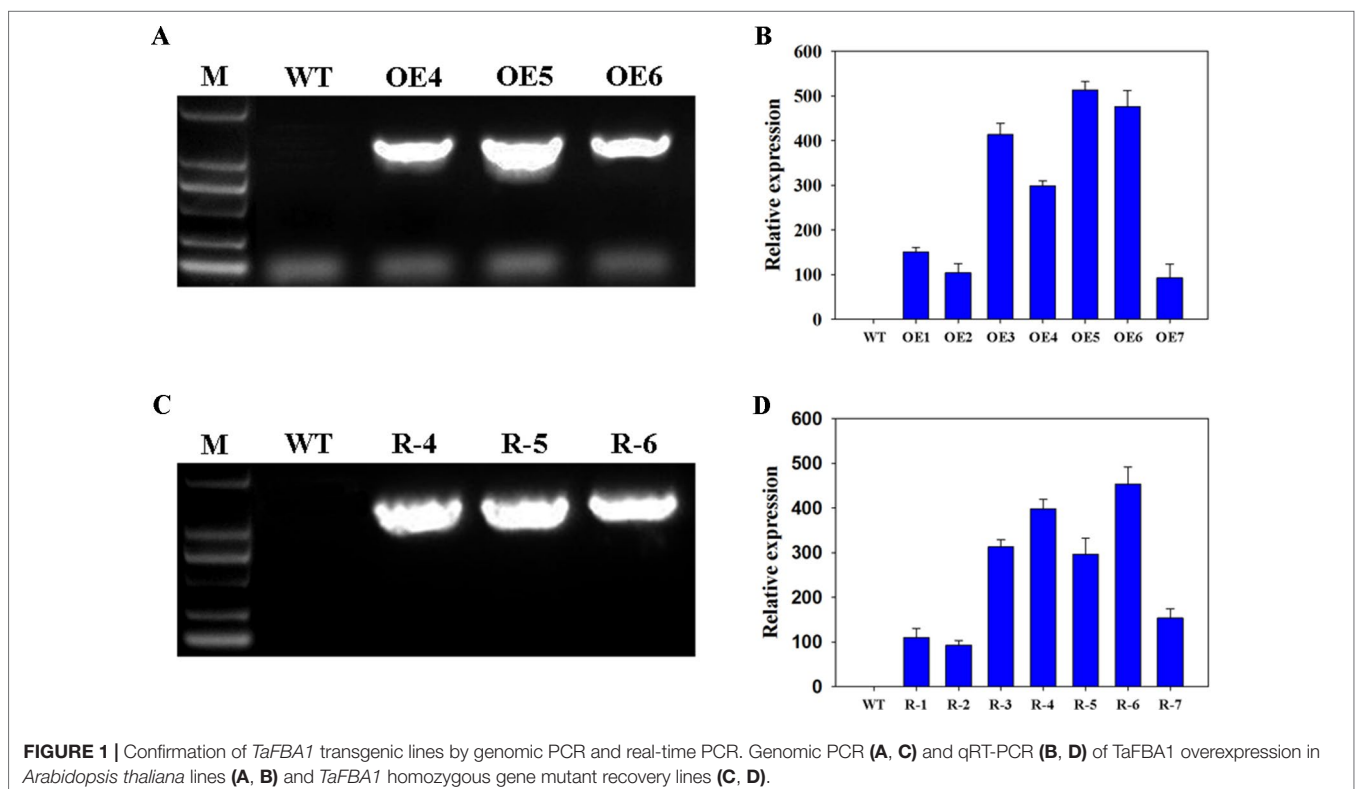 A
M WT OE4 OE5 OE6
B
Relative expression
600
500
400
300
200
100
0
WT OE1 OE2 OE3 OE4 OE5 OE6 OE7
C
M WT R-4 R-5 R-6
D
Relative expression
600
500
400
300
200
100
0
WT R-1 R-2 R-3 R-4 R-5 R-6 R-7
FIGURE 1 | Confirmation of TaFBA1 transgenic lines by genomic PCR and real-time PCR. Genomic PCR (A, C) and qRT-PCR (B, D) of TaFBA1 overexpression in
Arabidopsis thaliana lines (A, B) and TaFBA1 homozygous gene mutant recovery lines (C, D).